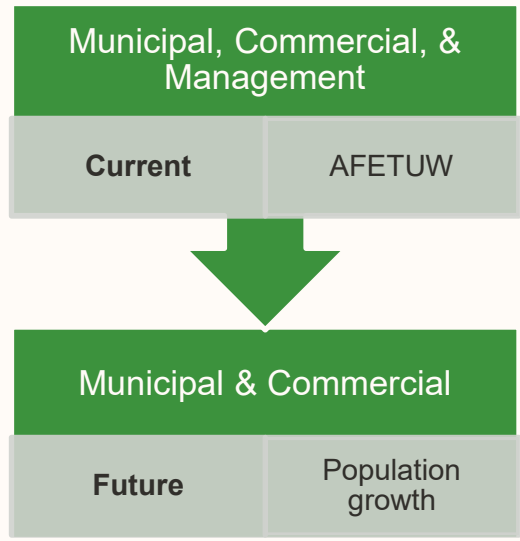 Municipal, Commercial, &
Management
Current
AFETUW
Municipal & Commercial
Future
Population
growth